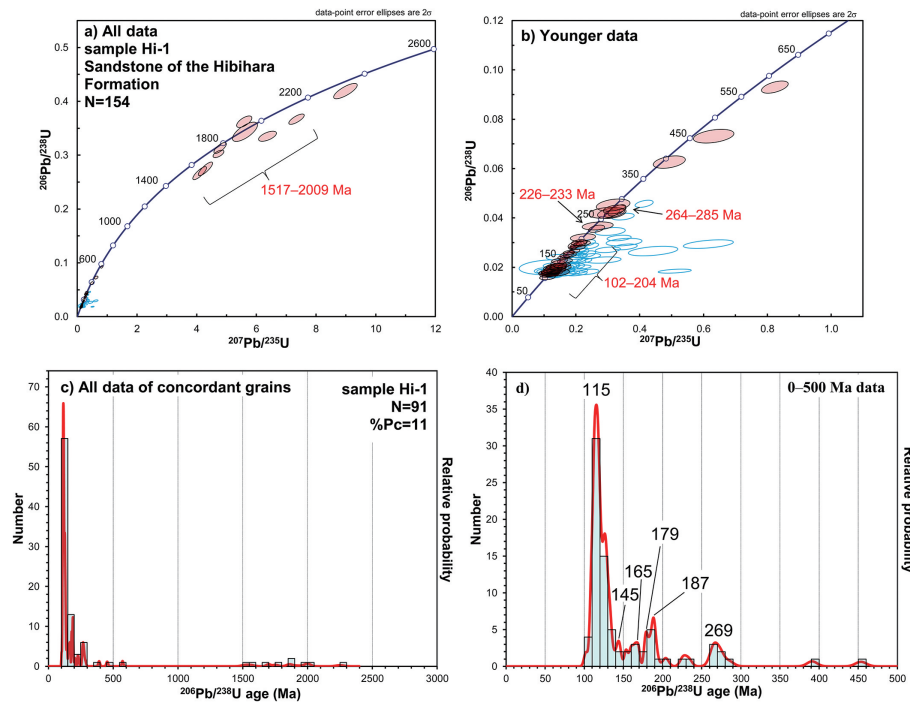 data-point error ellipses are 2σ
a) All data
sample Hi-1
Sandstone of the Hibihara
Formation
N=154
2600
2200
1800
1400
1000
600
1517–2009 Ma
0.5
0.4
0.3
0.2
0.1
0.0
0 2 4 6 8 10 12
206Pb/238U
207Pb/235U
data-point error ellipses are 2σ
b) Younger data
650
550
450
350
250
150
50
226–233 Ma
264–285 Ma
102–204 Ma
0.12
0.10
0.08
0.06
0.04
0.02
0.00
0.0 0.2 0.4 0.6 0.8 1.0
206Pb/238U
207Pb/235U
c) All data of concordant grains
sample Hi-1
N=91
%Pc=11
70
60
50
40
30
20
10
0
0 500 1000 1500 2000 2500 3000
Number
Relative probability
206Pb/238U age (Ma)
d)
0–500 Ma data
115
145
165
179
187
269
40
35
30
25
20
15
10
5
0
0 50 100 150 200 250 300 350 400 450 500
Number
Relative probability
206Pb/238U age (Ma)